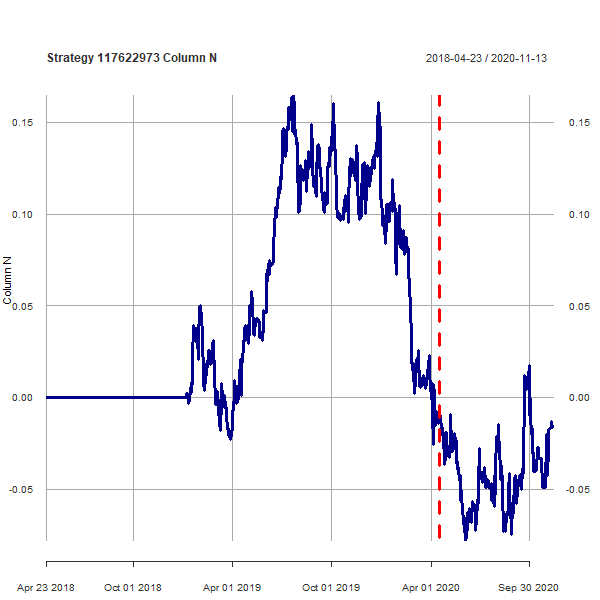 Strategy 117622973 Column N 2018-04-23 / 2020-11-13
0.15 0.15
0.10 0.10
0.05 0.05
Column N
0.00 0.00
-0.05 -0.05
Apr 23 2018 Oct 01 2018 Apr 01 2019 Oct 01 2019 Apr 01 2020 Sep 30 2020